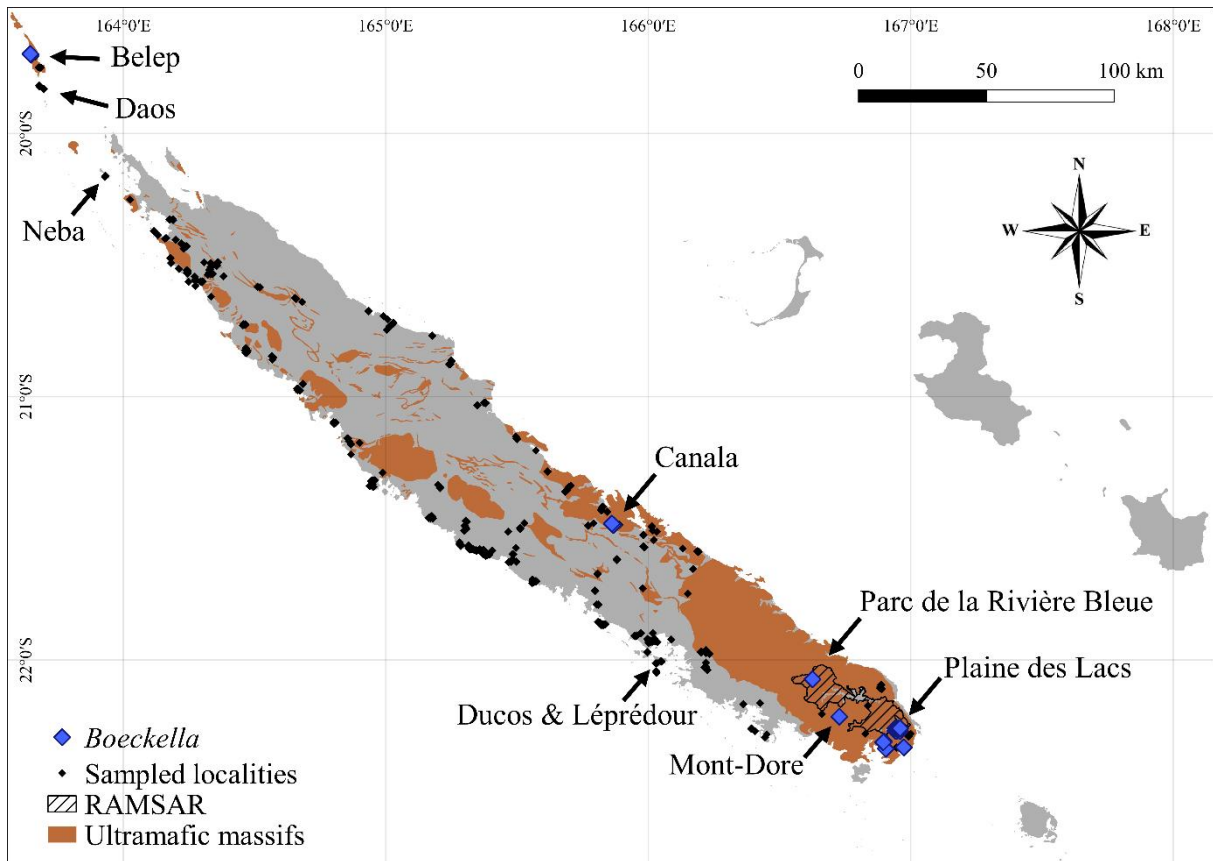 164°0'E 165°0'E 166°0'E 167°0'E 168°0'E
Belep
0 50 100 km
Daos
20°0'S
N
Neba
W E
S
21°0'S
Canala
Parc de la Rivière Bleue
22°0'S
Plaine des Lacs
Ducos & Léprédour
Mont-Dore
Boeckella
Sampled localities
RAMSAR
Ultramafic massifs